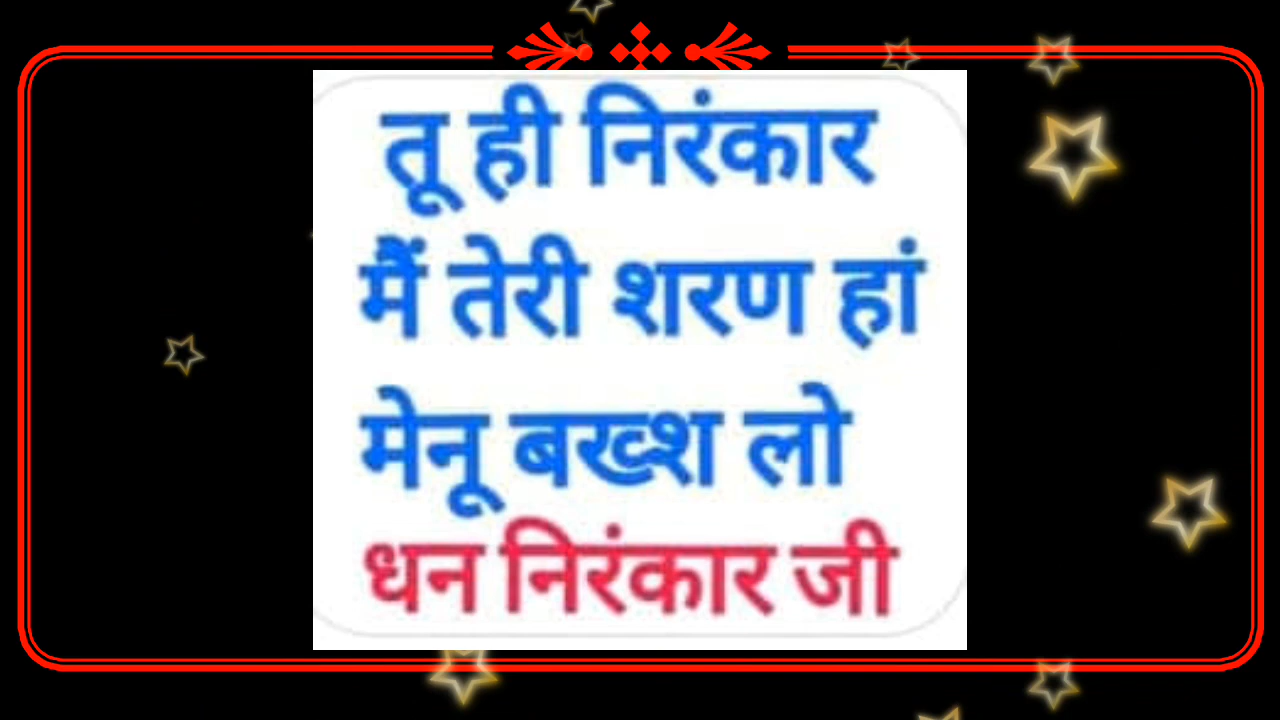 तू ही निरंकार
मैं तेरी शरण हां
मेनू बख्श लो
धन निरंकार जी